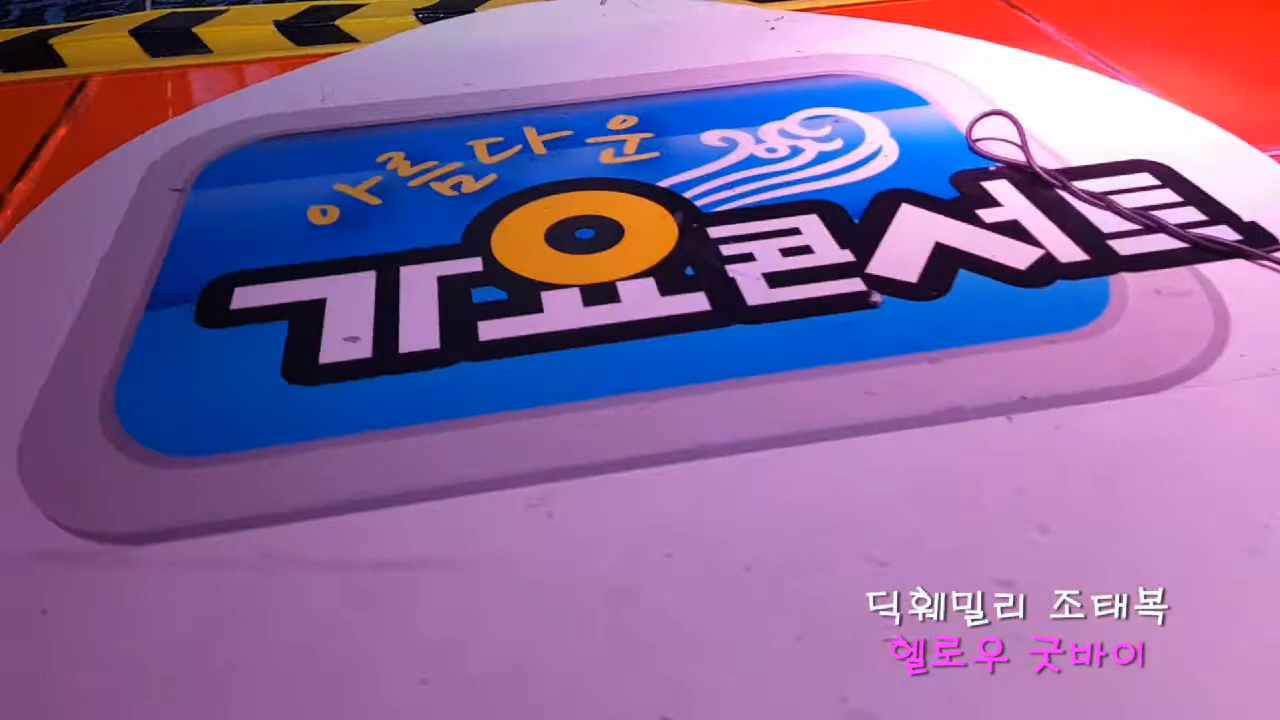 아름다운
가요콘서트
딕훼밀리 조태복
헬로우 굿바이